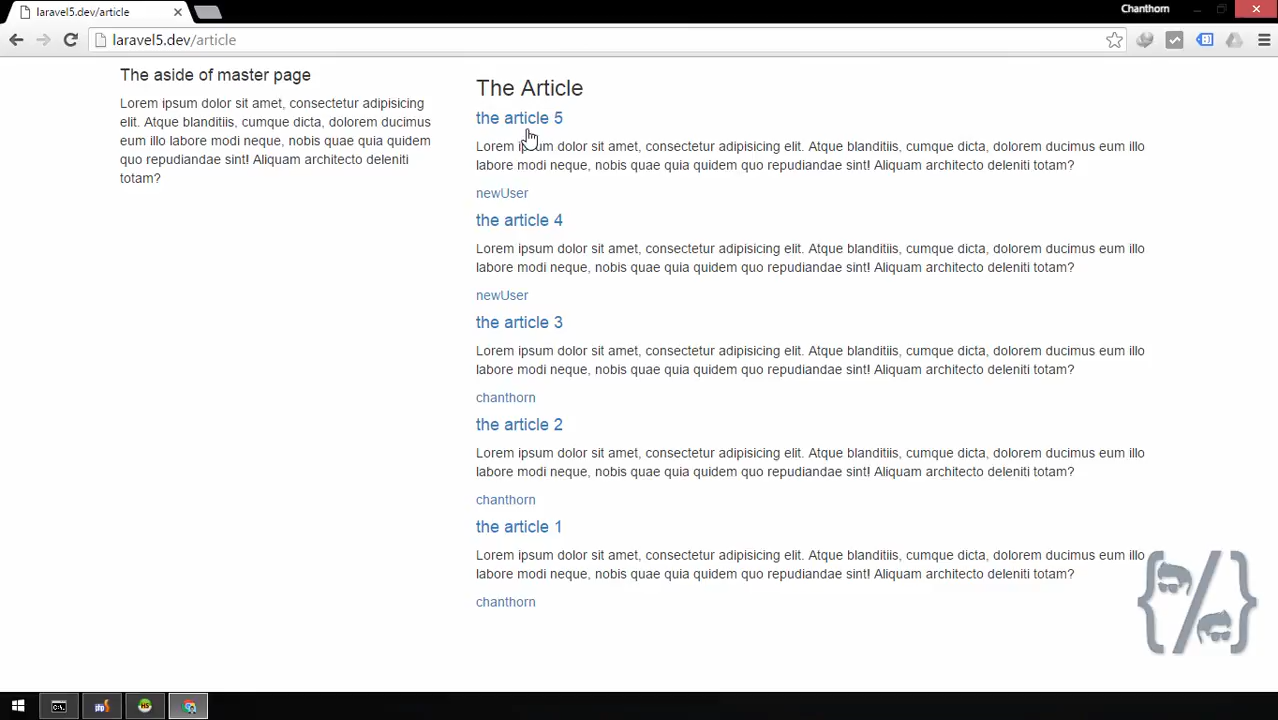 laravel5.dev/article
Chanthorn
laravel5.dev/article
The aside of master page
Lorem ipsum dolor sit amet, consectetur adipisicing
elit. Atque blanditiis, cumque dicta, dolorem ducimus
eum illo labore modi neque, nobis quae quia quidem
quo repudiandae sint! Aliquam architecto deleniti
totam?
The Article
the article 5
Lorem ipsum dolor sit amet, consectetur adipisicing elit. Atque blanditiis, cumque dicta, dolorem ducimus eum illo
labore modi neque, nobis quae quia quidem quo repudiandae sint! Aliquam architecto deleniti totam?
newUser
the article 4
Lorem ipsum dolor sit amet, consectetur adipisicing elit. Atque blanditiis, cumque dicta, dolorem ducimus eum illo
labore modi neque, nobis quae quia quidem quo repudiandae sint! Aliquam architecto deleniti totam?
newUser
the article 3
Lorem ipsum dolor sit amet, consectetur adipisicing elit. Atque blanditiis, cumque dicta, dolorem ducimus eum illo
labore modi neque, nobis quae quia quidem quo repudiandae sint! Aliquam architecto deleniti totam?
chanthorn
the article 2
Lorem ipsum dolor sit amet, consectetur adipisicing elit. Atque blanditiis, cumque dicta, dolorem ducimus eum illo
labore modi neque, nobis quae quia quidem quo repudiandae sint! Aliquam architecto deleniti totam?
chanthorn
the article 1
Lorem ipsum dolor sit amet, consectetur adipisicing elit. Atque blanditiis, cumque dicta, dolorem ducimus eum illo
labore modi neque, nobis quae quia quidem quo repudiandae sint! Aliquam architecto deleniti totam?
chanthorn